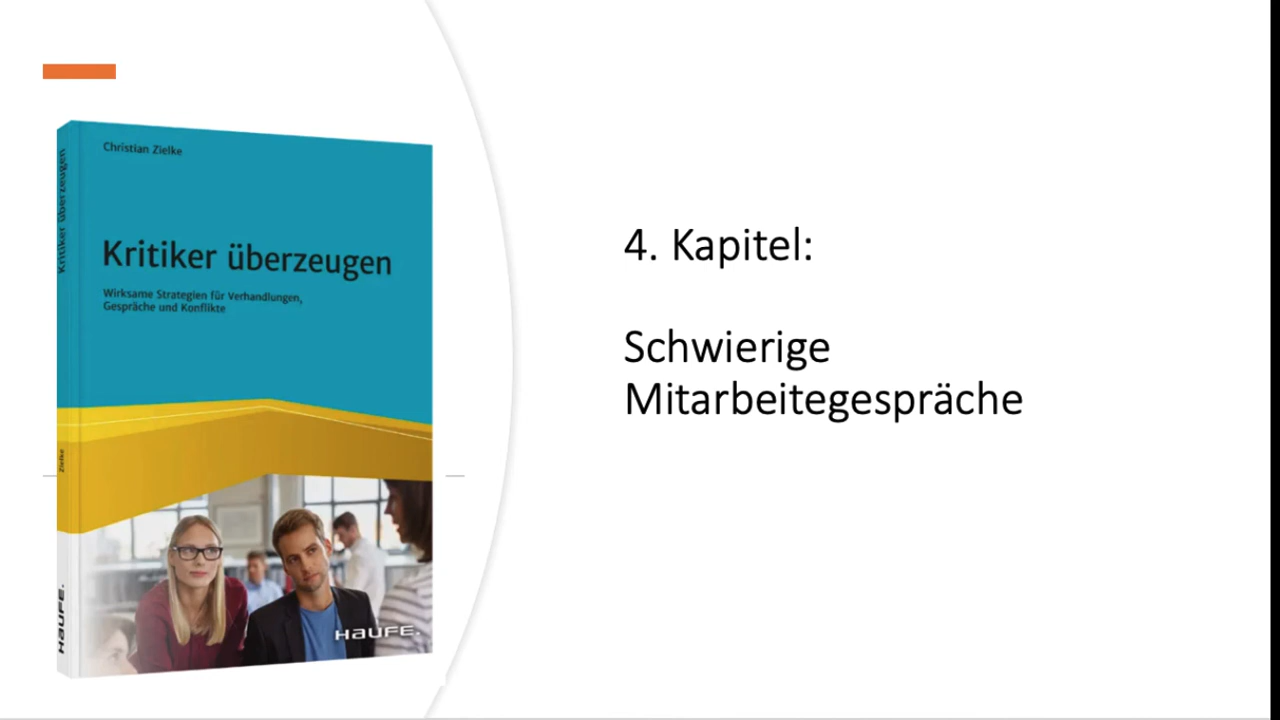 Christian Zielke
Kritiker überzeugen
Wirksame Strategien für Verhandlungen,
Gespräche und Konflikte
Kritiker überzeugen
Zielke
HAUFE.
HAUFE.
4. Kapitel:
Schwierige
Mitarbeitegespräche